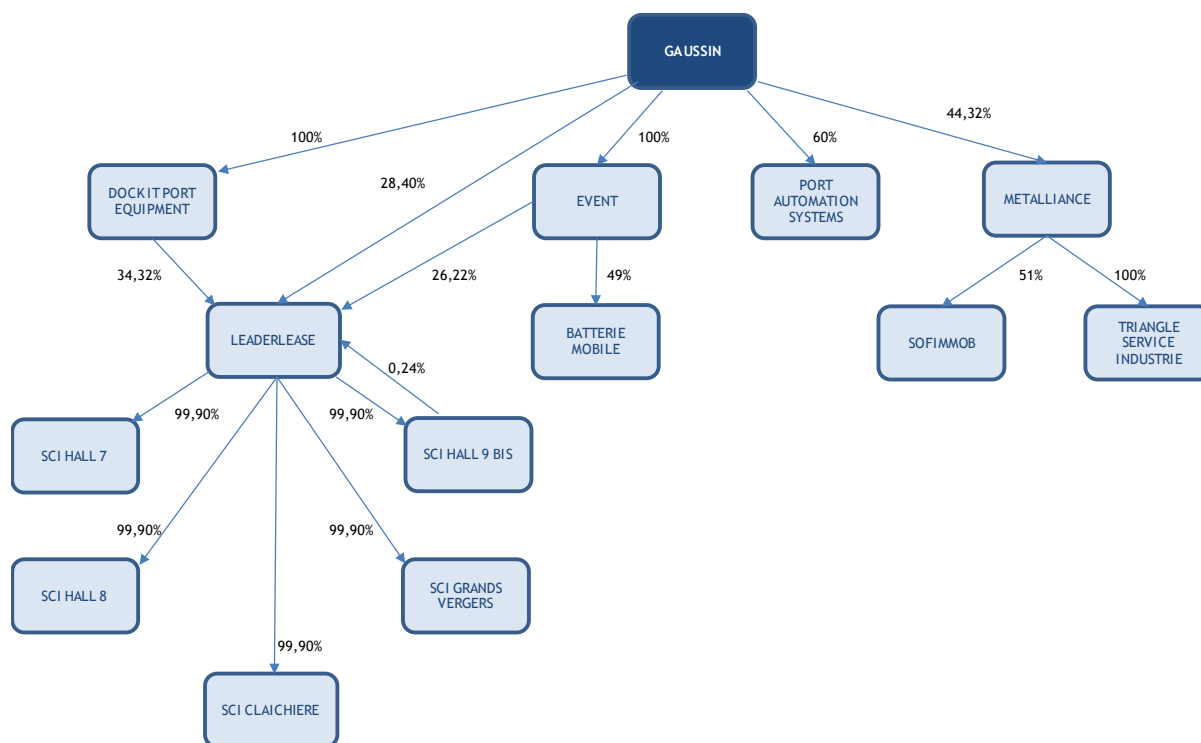 GAUSSIN
44,32%
100%
100%
60%
28,40%
DOCK IT PORT
EQUIPMENT
EVENT
PORT
AUTOMATION
SYSTEMS
METALLIANCE
34,32%
26,22%
49%
51%
100%
LEADERLEASE
BATTERIE
MOBILE
SOFIMMOB
TRIANGLE
SERVICE
INDUSTRIE
0,24%
99,90%
99,90%
SCI HALL 7
SCI HALL 9 BIS
99,90%
99,90%
SCI HALL 8
SCI GRANDS
VERGERS
99,90%
SCI CLAICHIERE